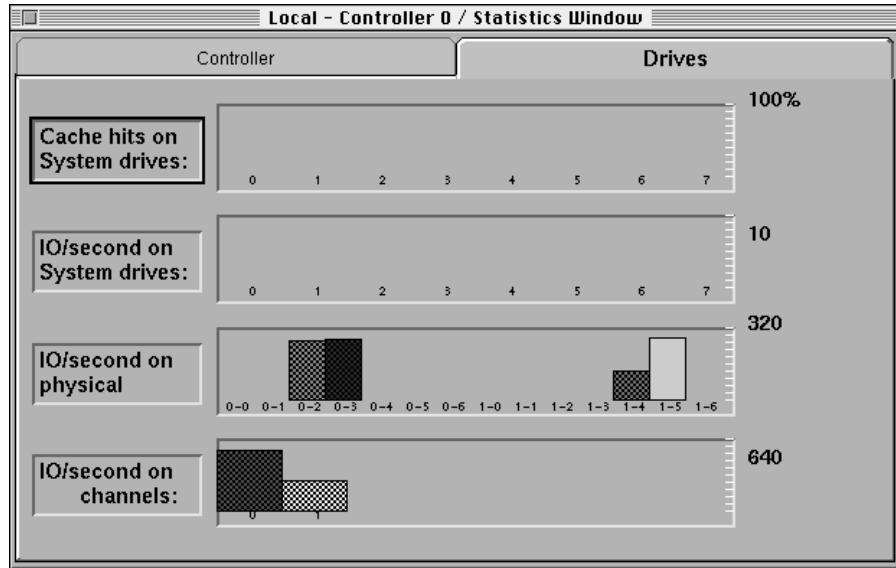 Local - Controller 0 / Statistics Window
Controller
Drives
Cache hits on
System drives:
100%
0 1 2 3 4 5 6 7
IO/second on
System drives:
10
0 1 2 3 4 5 6 7
IO/second on
physical
320
0-0 0-1 0-2 0-3 0-4 0-5 0-6 1-0 1-1 1-2 1-3 1-4 1-5 1-6
IO/second on
channels:
640
0 1